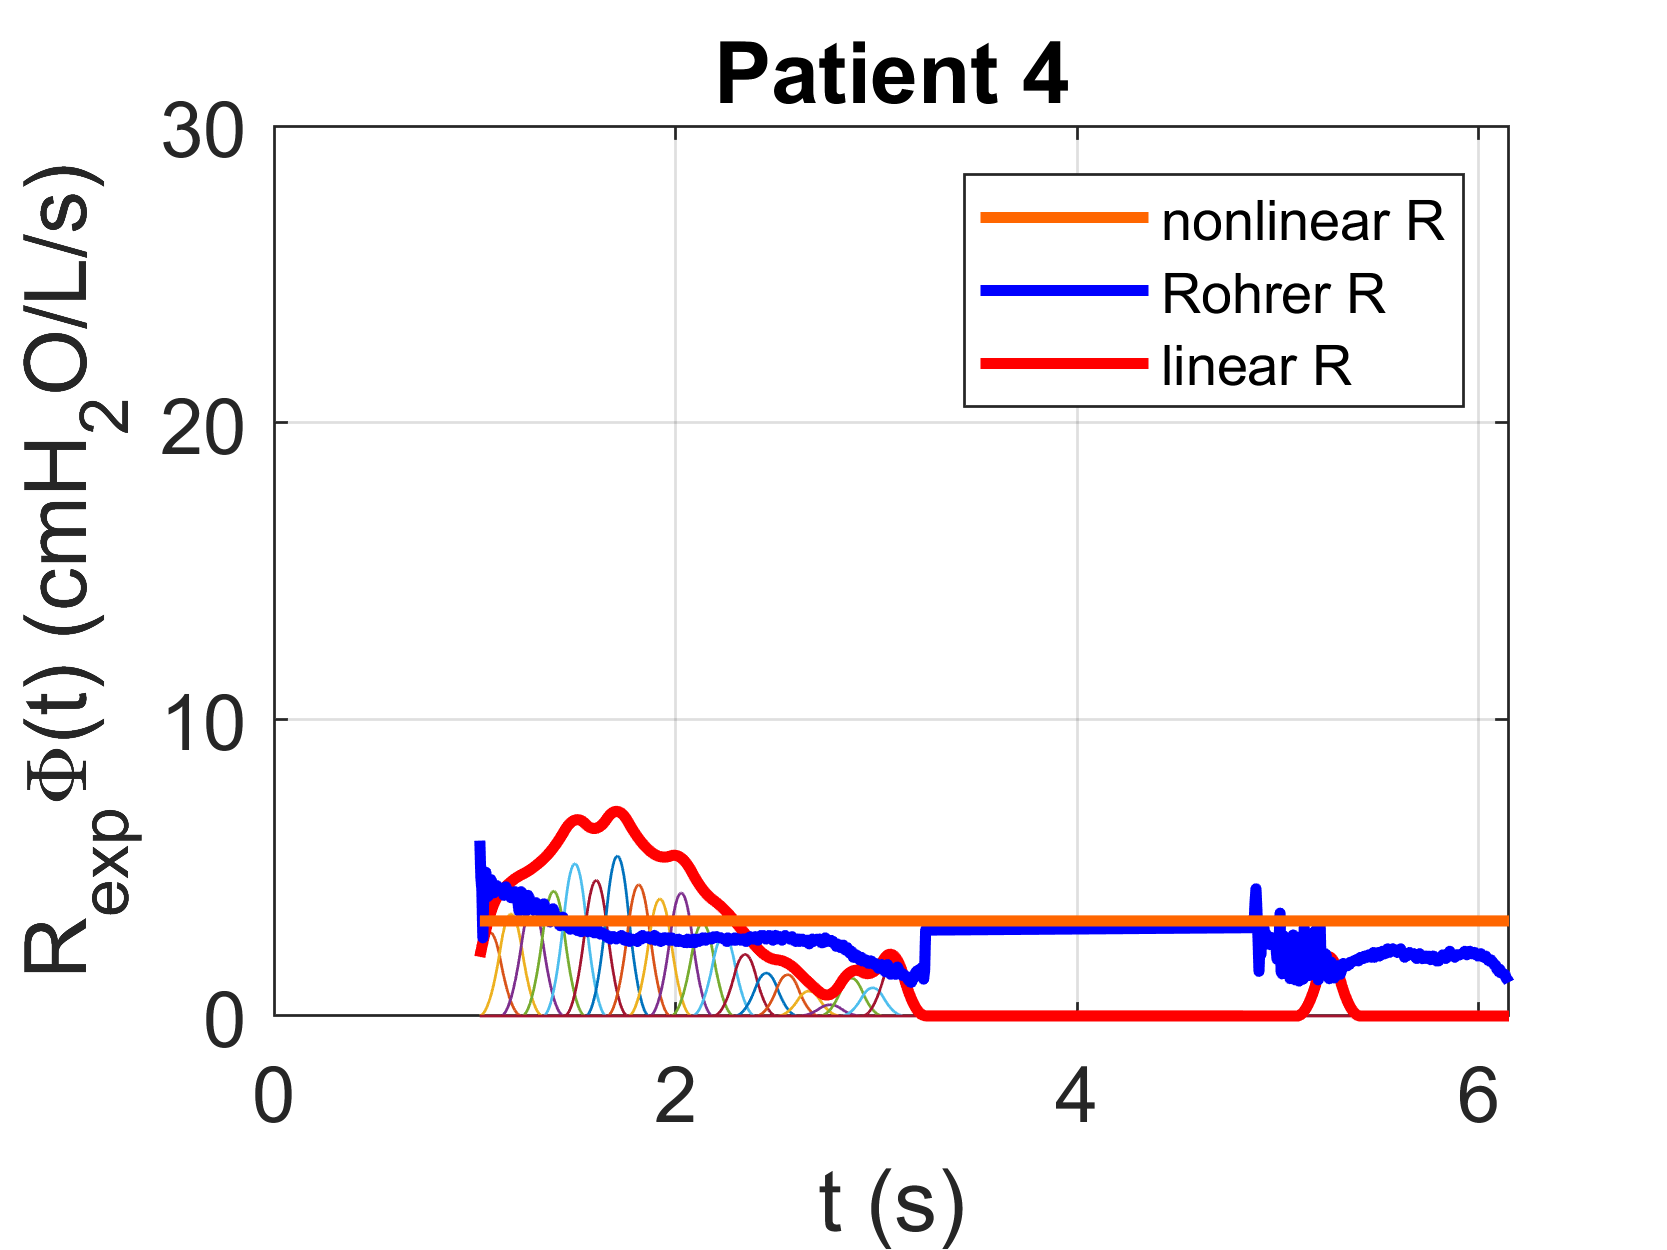 Patient 4
30
20
10
0
R_exp Φ(t) (cmH_2O/L/s)
nonlinear R
Rohrer R
linear R
0 2 4 6
t (s)